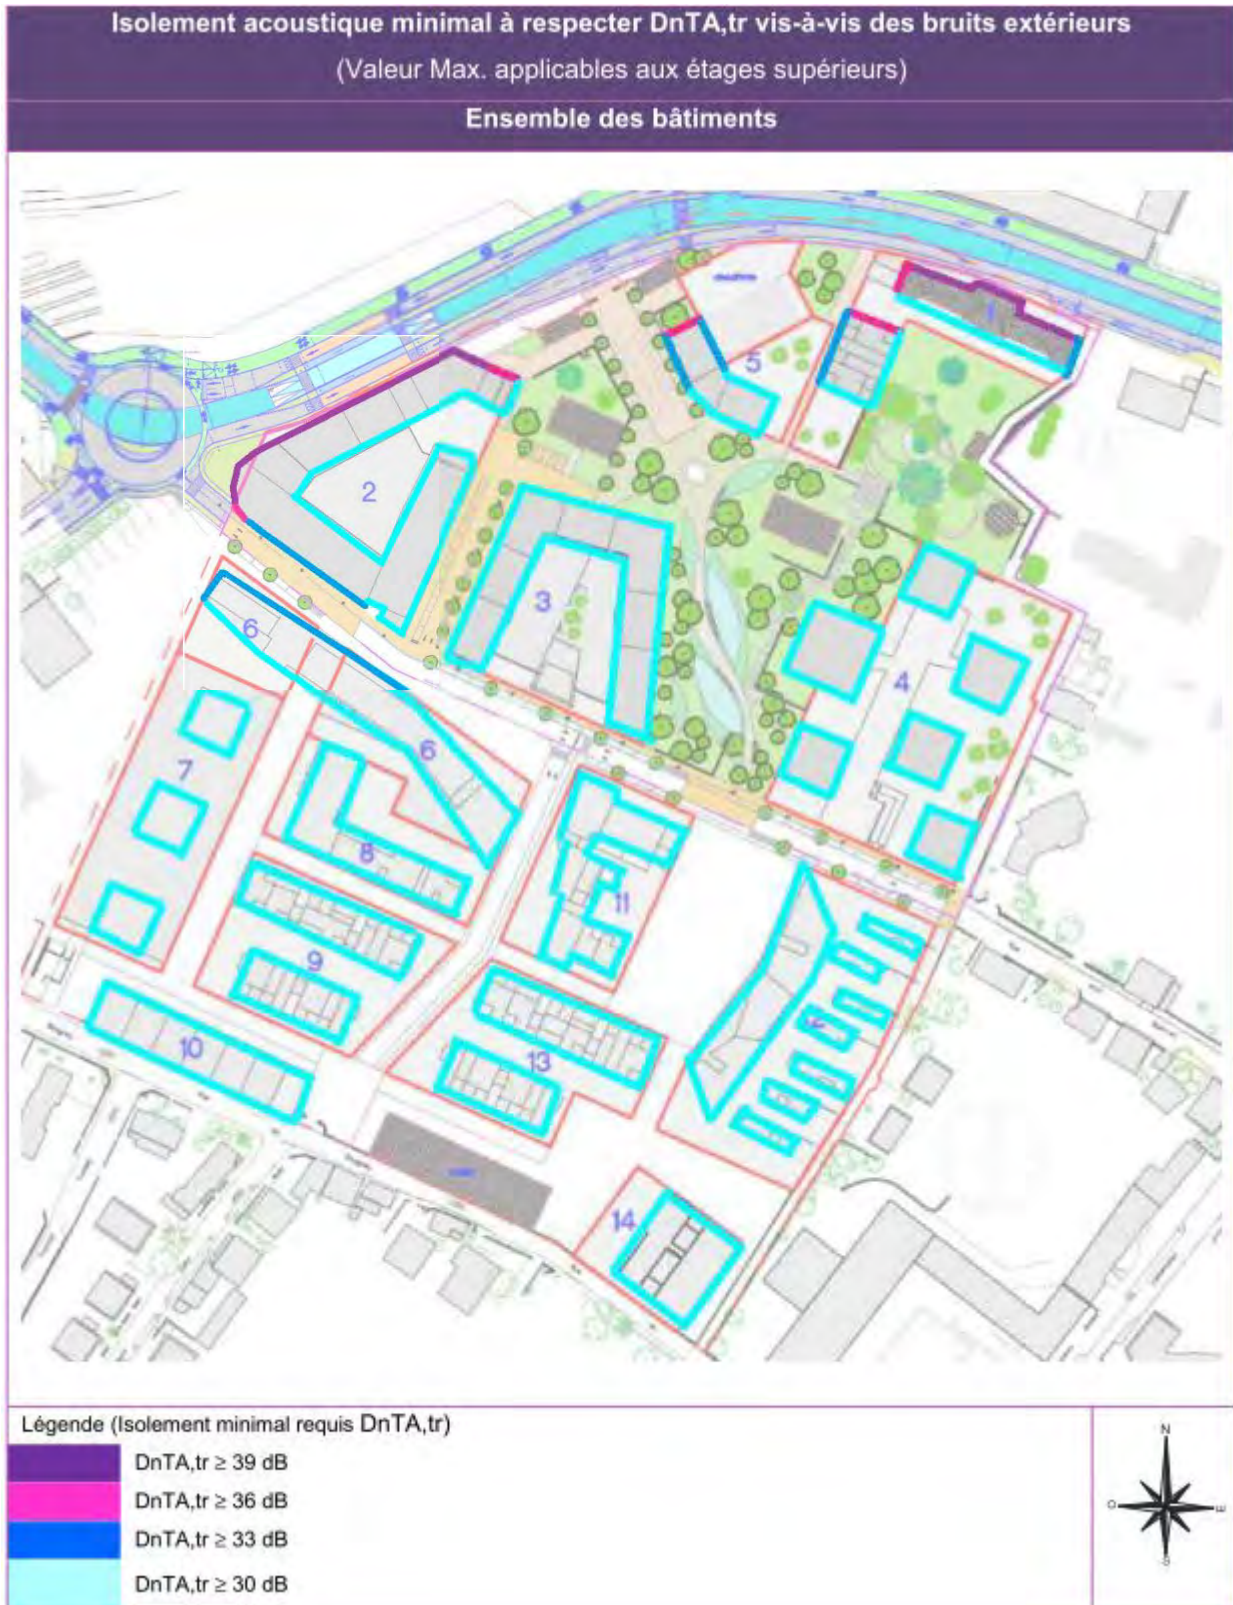 Isolement acoustique minimal à respecter DnTA,tr vis-à-vis des bruits extérieurs
(Valeur Max. applicables aux étages supérieurs)
Ensemble des bâtiments
1
5
2
3
4
6
6
7
8
11
9
10
13
14
Légende (Isolement minimal requis DnTA,tr)
DnTA,tr ≥ 39 dB
DnTA,tr ≥ 36 dB
DnTA,tr ≥ 33 dB
DnTA,tr ≥ 30 dB
N
O
E
S